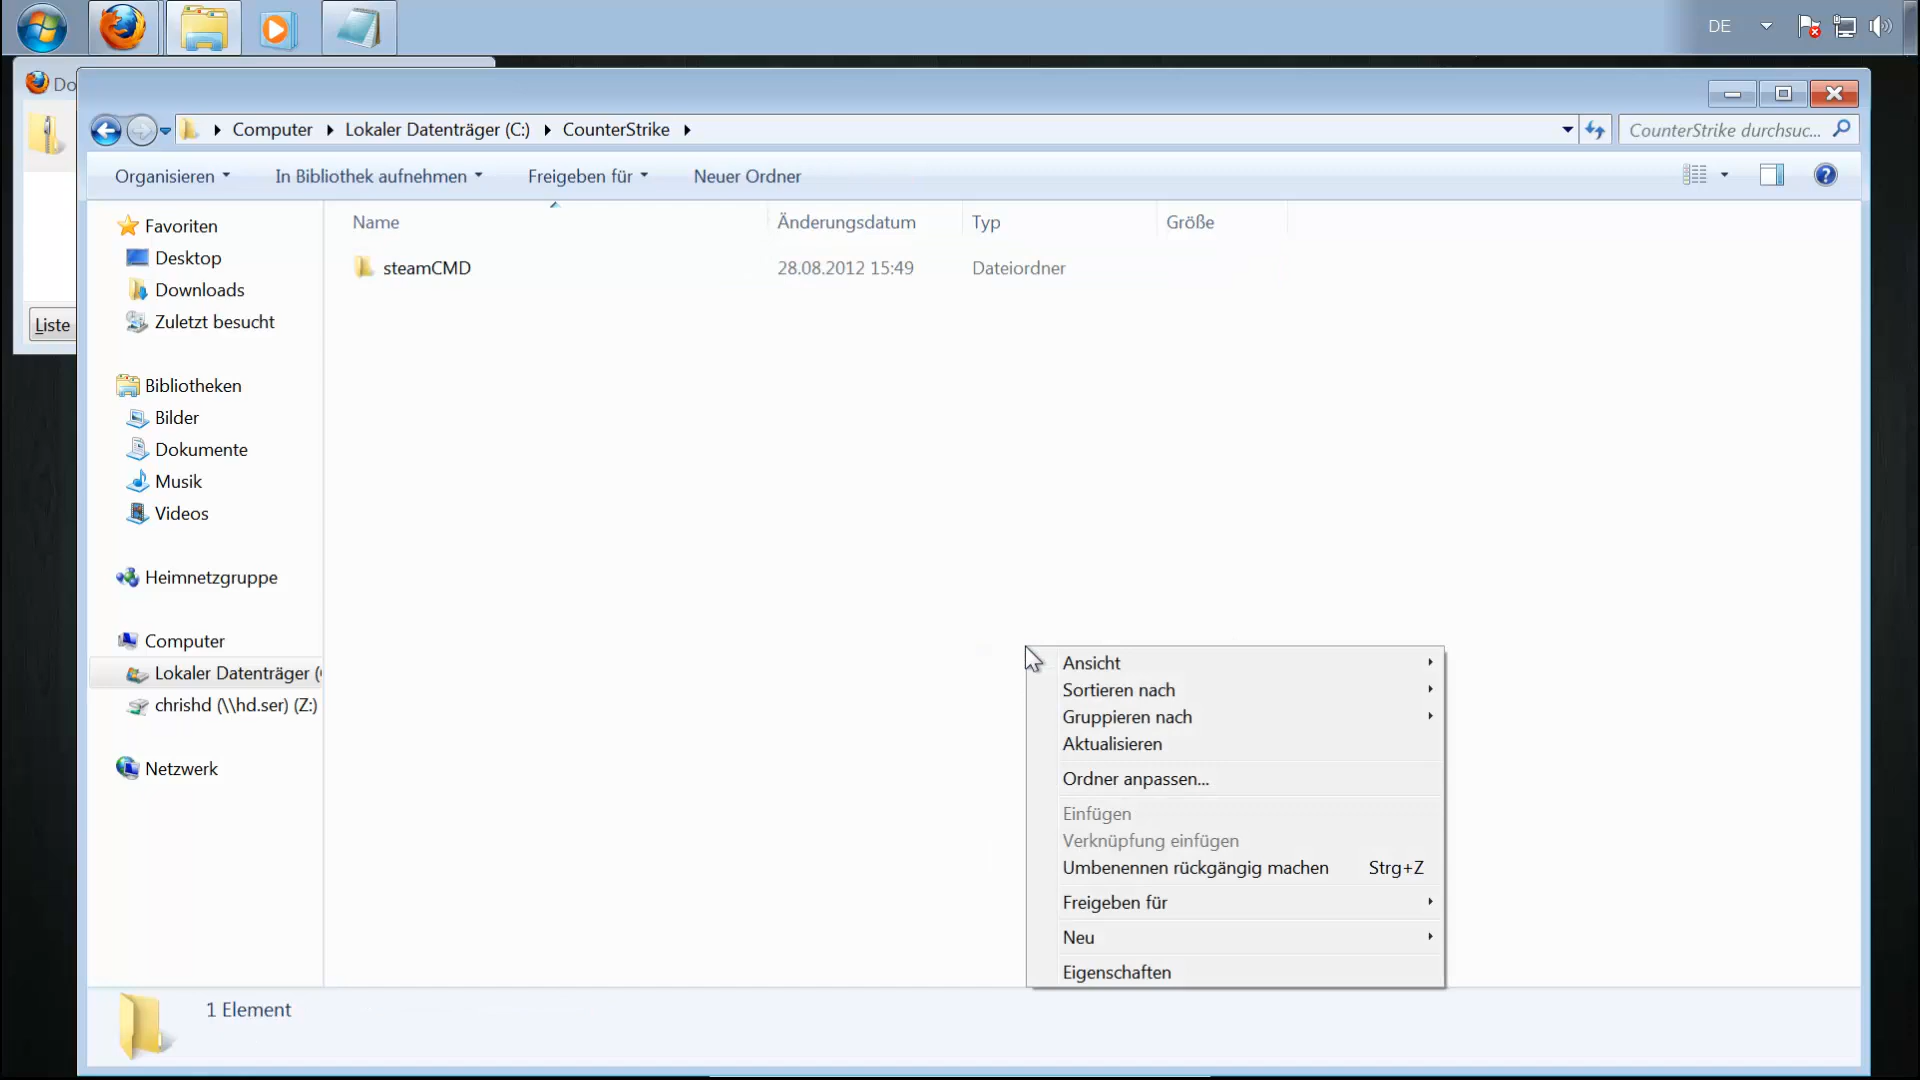 DE
Do
Computer
Lokaler Datenträger (C:)
CounterStrike
CounterStrike durchsuc...
Organisieren
In Bibliothek aufnehmen
Freigeben für
Neuer Ordner
Name
Änderungsdatum
Typ
Größe
steamCMD
28.08.2012 15:49
Dateiordner
Favoriten
Desktop
Downloads
Zuletzt besucht
Liste
Bibliotheken
Bilder
Dokumente
Musik
Videos
Heimnetzgruppe
Computer
Lokaler Datenträger (
chrishd (\\hd.ser) (Z:)
Netzwerk
Ansicht
Sortieren nach
Gruppieren nach
Aktualisieren
Ordner anpassen...
Einfügen
Verknüpfung einfügen
Umbenennen rückgängig machen Strg+Z
Freigeben für
Neu
Eigenschaften
1 Element